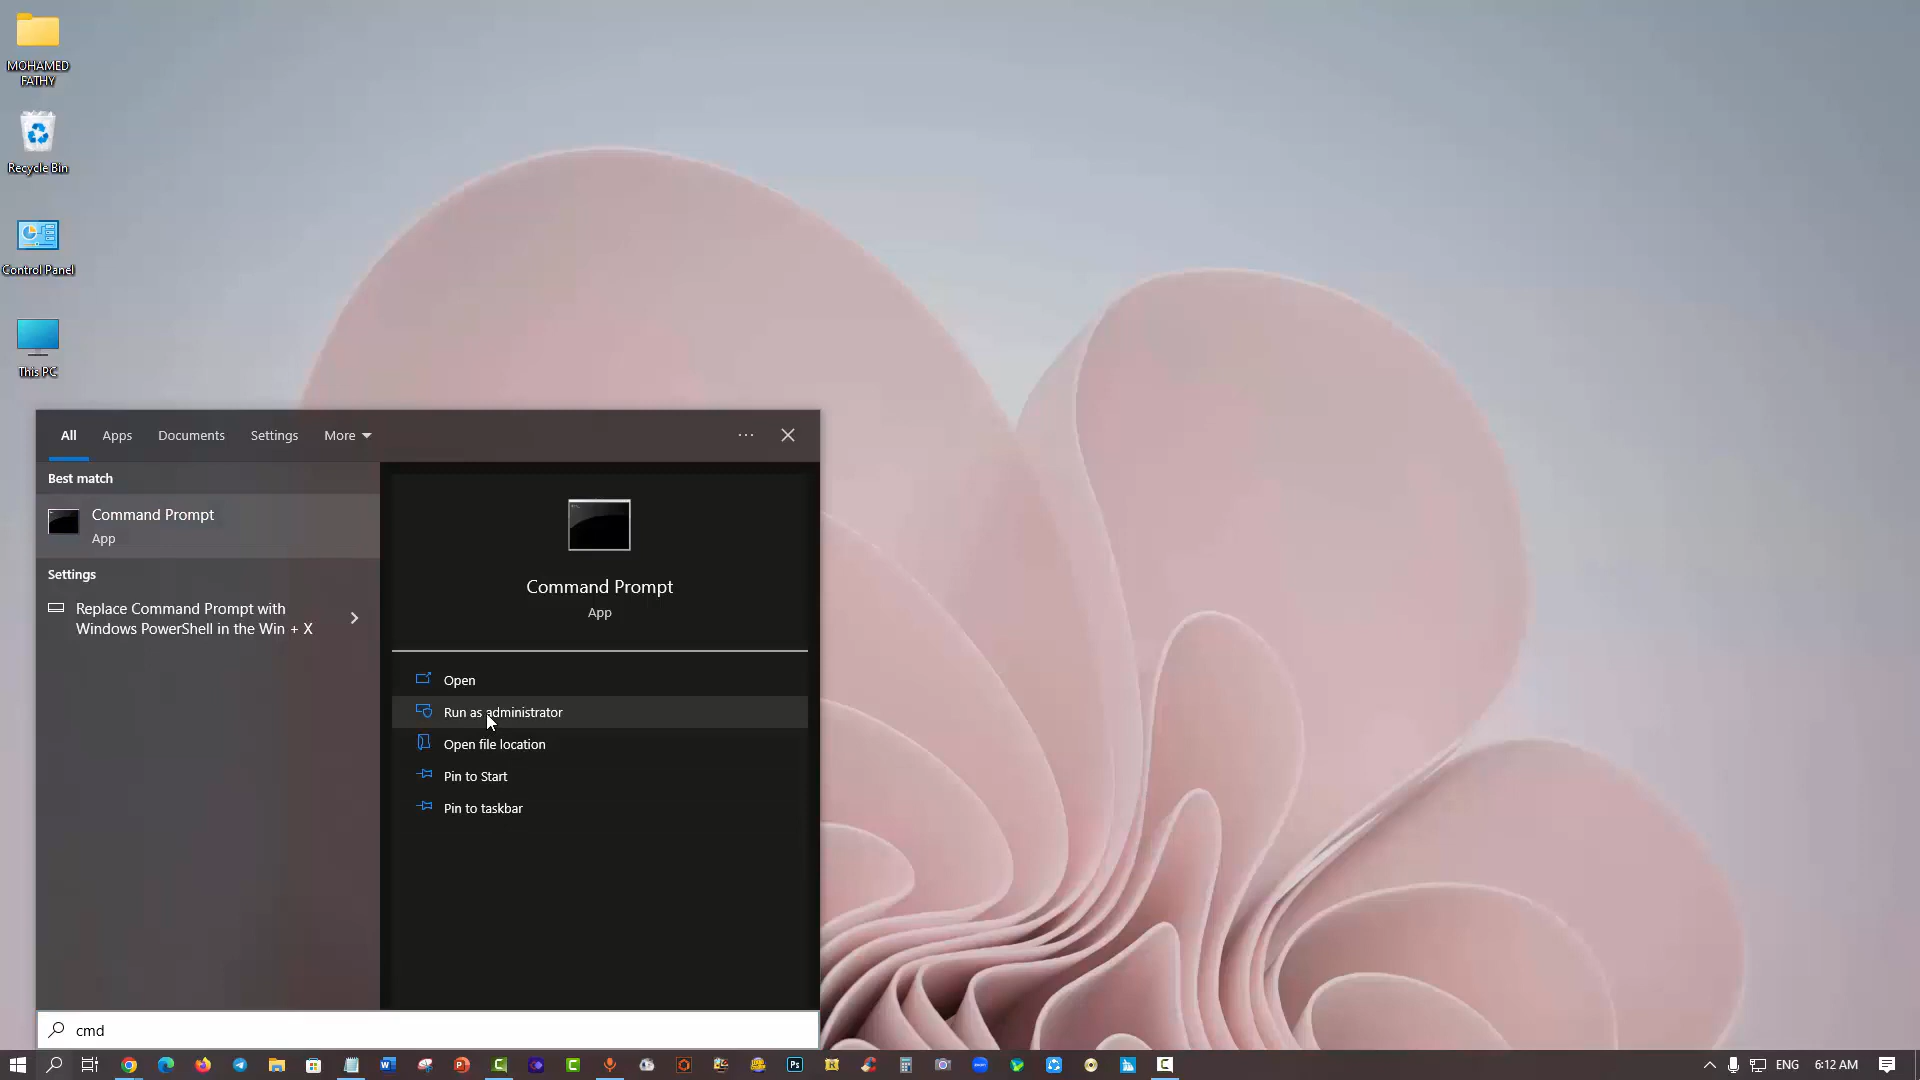 MOHAMED
FATHY
Recycle Bin
Control Panel
This PC
All Apps Documents Settings More
Best match
Command Prompt
App
Settings
Replace Command Prompt with
Windows PowerShell in the Win + X
Command Prompt
App
Open
Run as administrator
Open file location
Pin to Start
Pin to taskbar
cmd
ENG 6:12 AM